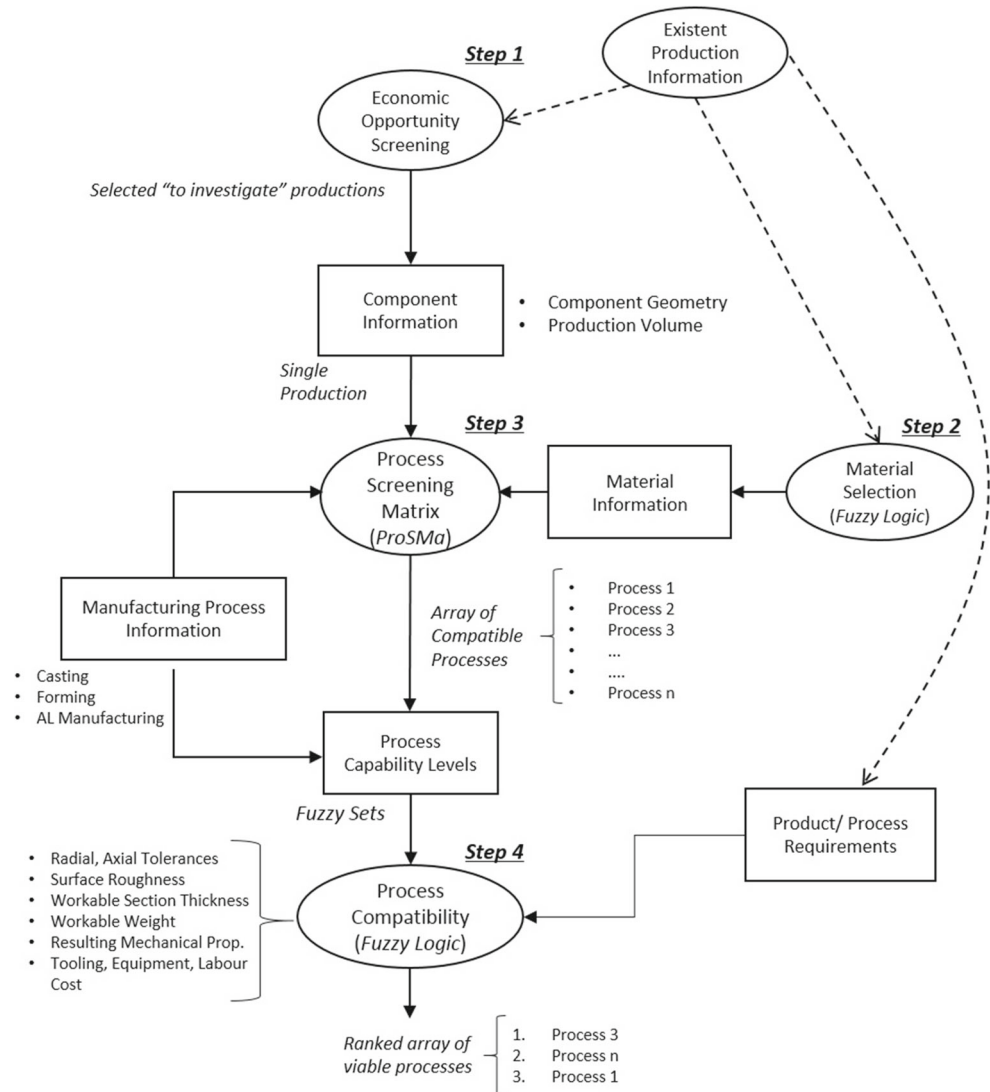 Existent
Production
Information
Step 1
Economic
Opportunity
Screening
Selected “to investigate” productions
Component
Information
• Component Geometry
• Production Volume
Single
Production
Step 3
Step 2
Process
Screening
Matrix
(ProSMa)
Material
Information
Material
Selection
(Fuzzy Logic)
Manufacturing Process
Information
• Casting
• Forming
• AL Manufacturing
Array of
Compatible
Processes
• Process 1
• Process 2
• Process 3
• ...
• ....
• Process n
Process
Capability Levels
Fuzzy Sets
Product/ Process
Requirements
Step 4
Process
Compatibility
(Fuzzy Logic)
• Radial, Axial Tolerances
• Surface Roughness
• Workable Section Thickness
• Workable Weight
• Resulting Mechanical Prop.
• Tooling, Equipment, Labour
Cost
Ranked array of
viable processes
1. Process 3
2. Process n
3. Process 1